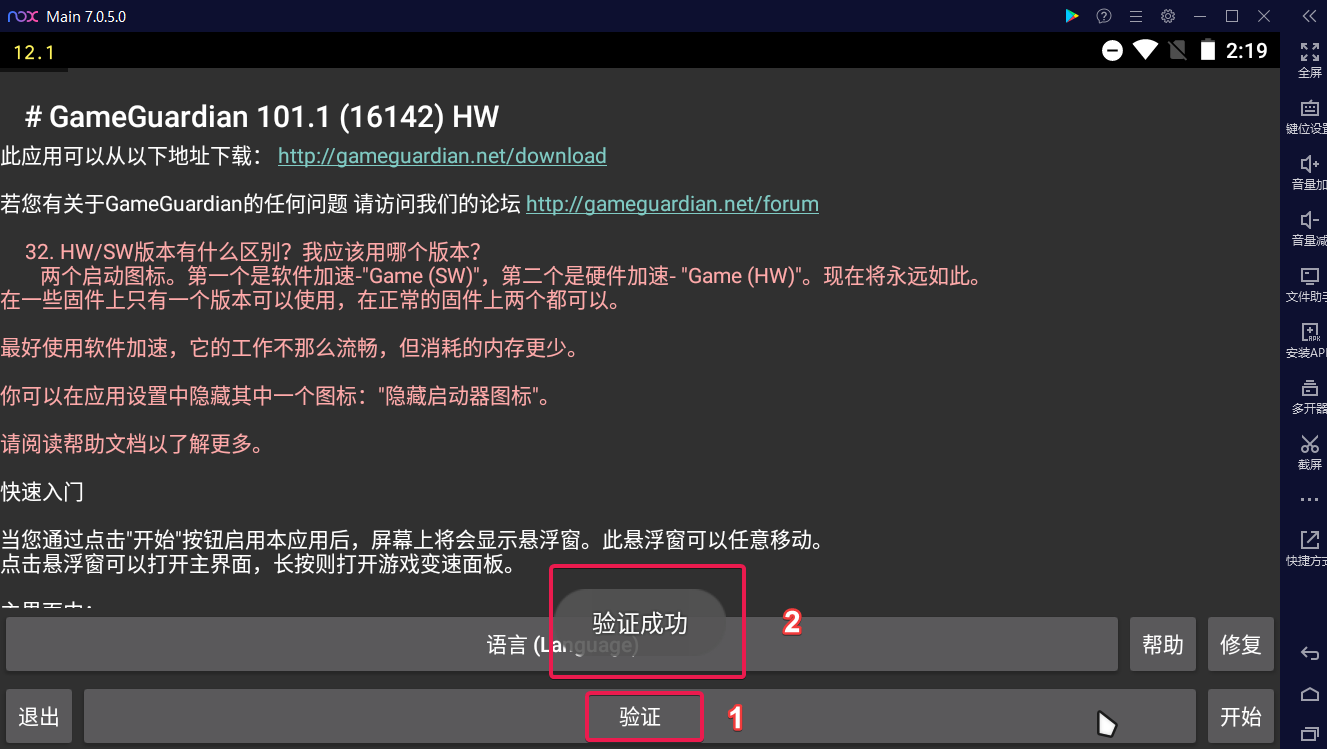 nox Main 7.0.5.0
12.1
2:19
# GameGuardian 101.1 (16142) HW
此应用可以从以下地址下载： http://gameguardian.net/download
若您有关于GameGuardian的任何问题 请访问我们的论坛 http://gameguardian.net/forum
32. HW/SW版本有什么区别？我应该用哪个版本？
两个启动图标。第一个是软件加速-"Game (SW)"，第二个是硬件加速- "Game (HW)"。现在将永远如此。
在一些固件上只有一个版本可以使用，在正常的固件上两个都可以。
最好使用软件加速，它的工作不那么流畅，但消耗的内存更少。
你可以在应用设置中隐藏其中一个图标："隐藏启动器图标"。
请阅读帮助文档以了解更多。
快速入门
当您通过点击"开始"按钮启用本应用后，屏幕上将会显示悬浮窗。此悬浮窗可以任意移动。
点击悬浮窗可以打开主界面，长按则打开游戏变速面板。
验证成功
2
语言 (Language)
帮助
修复
退出
验证
1
开始
全屏
键位设置
音量加
音量减
文件助手
APK
安装AP
多开器
截屏
快捷方式